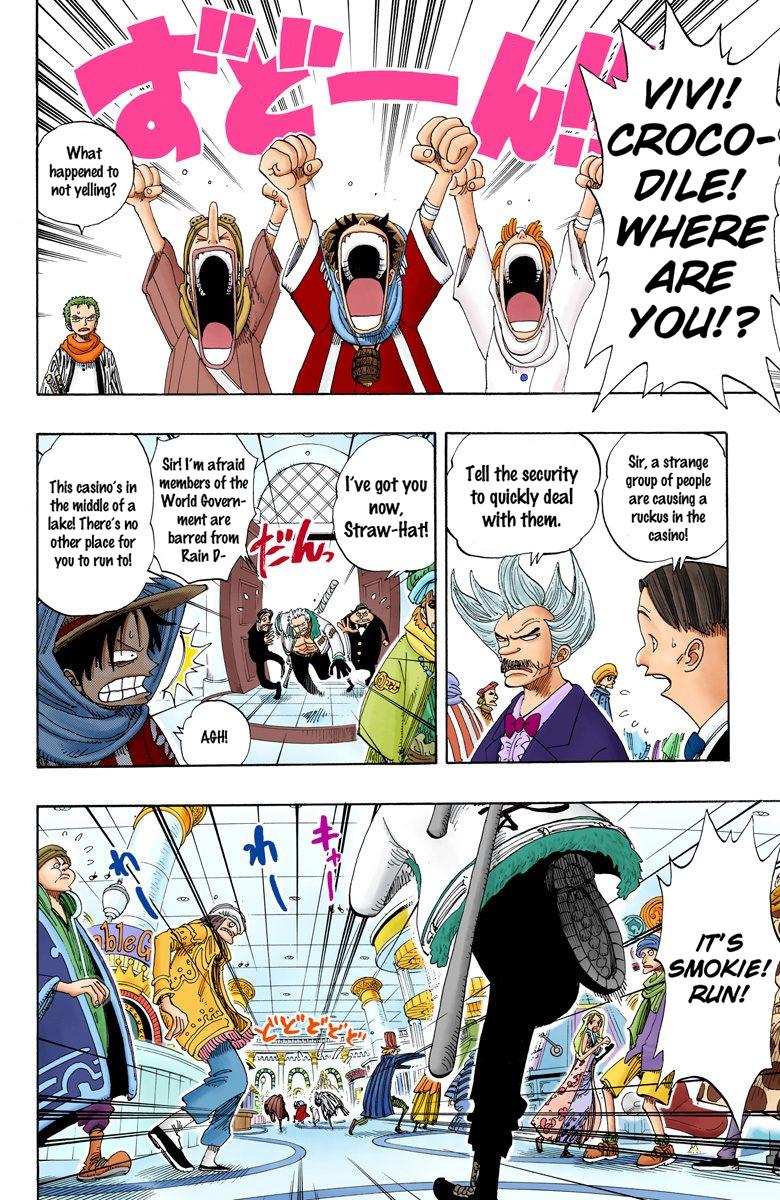 VIVI!
CROCO-
DILE!
WHERE
ARE
YOU!?
ずどーん!!
What
happened to
not yelling?
Sir, a strange
group of people
are causing a
ruckus in the
casino!
Tell the security
to quickly deal
with them.
I've got you
now,
Straw-Hat!
だんっ
Sir! I'm afraid
members of the
World Govern-
ment are
barred from
Rain D-
This casino's in
the middle of a
lake! There's no
other place for
you to run to!
AGH!
IT'S
SMOKIE!
RUN!
キャー
わー
わー
bleG
どどどどどど